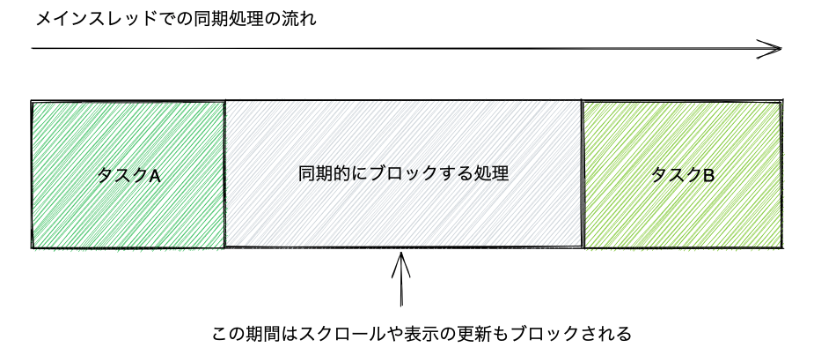 メインスレッドでの同期処理の流れ
タスクA
同期的にブロックする処理
タスクB
この期間はスクロールや表示の更新もブロックされる